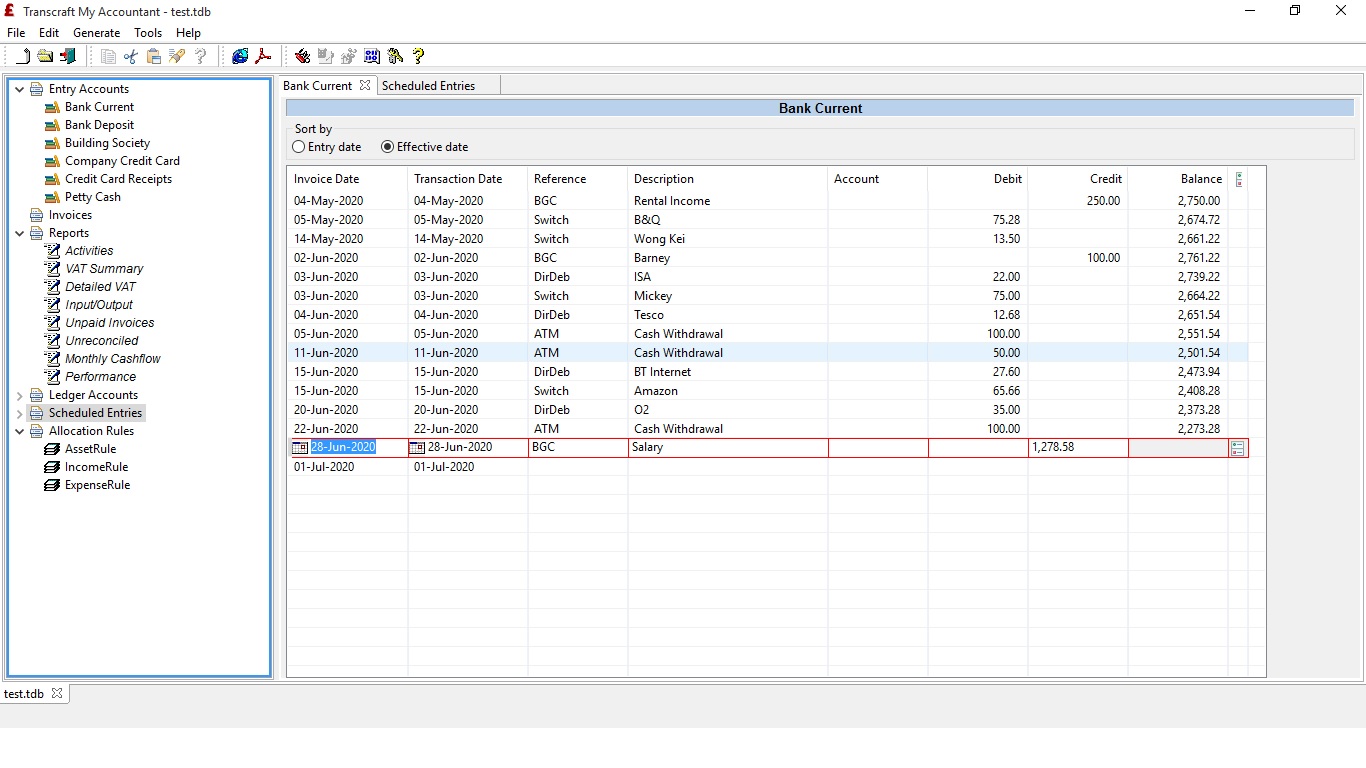 Transcraft My Accountant - test.tdb
File Edit Generate Tools Help
Entry Accounts
Bank Current
Bank Deposit
Building Society
Company Credit Card
Credit Card Receipts
Petty Cash
Invoices
Reports
Activities
VAT Summary
Detailed VAT
Input/Output
Unpaid Invoices
Unreconciled
Monthly Cashflow
Performance
Ledger Accounts
Scheduled Entries
Allocation Rules
AssetRule
IncomeRule
ExpenseRule
Bank Current Scheduled Entries
Bank Current
Sort by
Entry date Effective date
Invoice Date Transaction Date Reference Description Account Debit Credit Balance
04-May-2020 04-May-2020 BGC Rental Income 250.00 2,750.00
05-May-2020 05-May-2020 Switch B&Q 75.28 2,674.72
14-May-2020 14-May-2020 Switch Wong Kei 13.50 2,661.22
02-Jun-2020 02-Jun-2020 BGC Barney 100.00 2,761.22
03-Jun-2020 03-Jun-2020 DirDeb ISA 22.00 2,739.22
03-Jun-2020 03-Jun-2020 Switch Mickey 75.00 2,664.22
04-Jun-2020 04-Jun-2020 DirDeb Tesco 12.68 2,651.54
05-Jun-2020 05-Jun-2020 ATM Cash Withdrawal 100.00 2,551.54
11-Jun-2020 11-Jun-2020 ATM Cash Withdrawal 50.00 2,501.54
15-Jun-2020 15-Jun-2020 DirDeb BT Internet 27.60 2,473.94
15-Jun-2020 15-Jun-2020 Switch Amazon 65.66 2,408.28
20-Jun-2020 20-Jun-2020 DirDeb O2 35.00 2,373.28
22-Jun-2020 22-Jun-2020 ATM Cash Withdrawal 100.00 2,273.28
28-Jun-2020 28-Jun-2020 BGC Salary 1,278.58
01-Jul-2020 01-Jul-2020
test.tdb